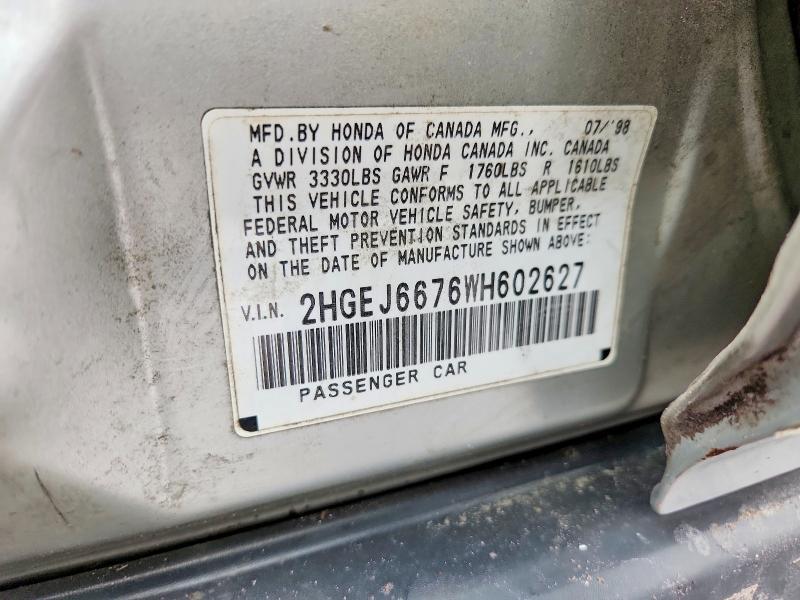 MFD.BY HONDA OF CANADA MFG., 07/'98
A DIVISION OF HONDA CANADA INC. CANADA
GVWR 3330LBS GAWR F 1760LBS R 1610LBS
THIS VEHICLE CONFORMS TO ALL APPLICABLE
FEDERAL MOTOR VEHICLE SAFETY, BUMPER,
AND THEFT PREVENTION STANDARDS IN EFFECT
ON THE DATE OF MANUFACTURE SHOWN ABOVE:
V.I.N. 2HGEJ6676WH602627
PASSENGER CAR